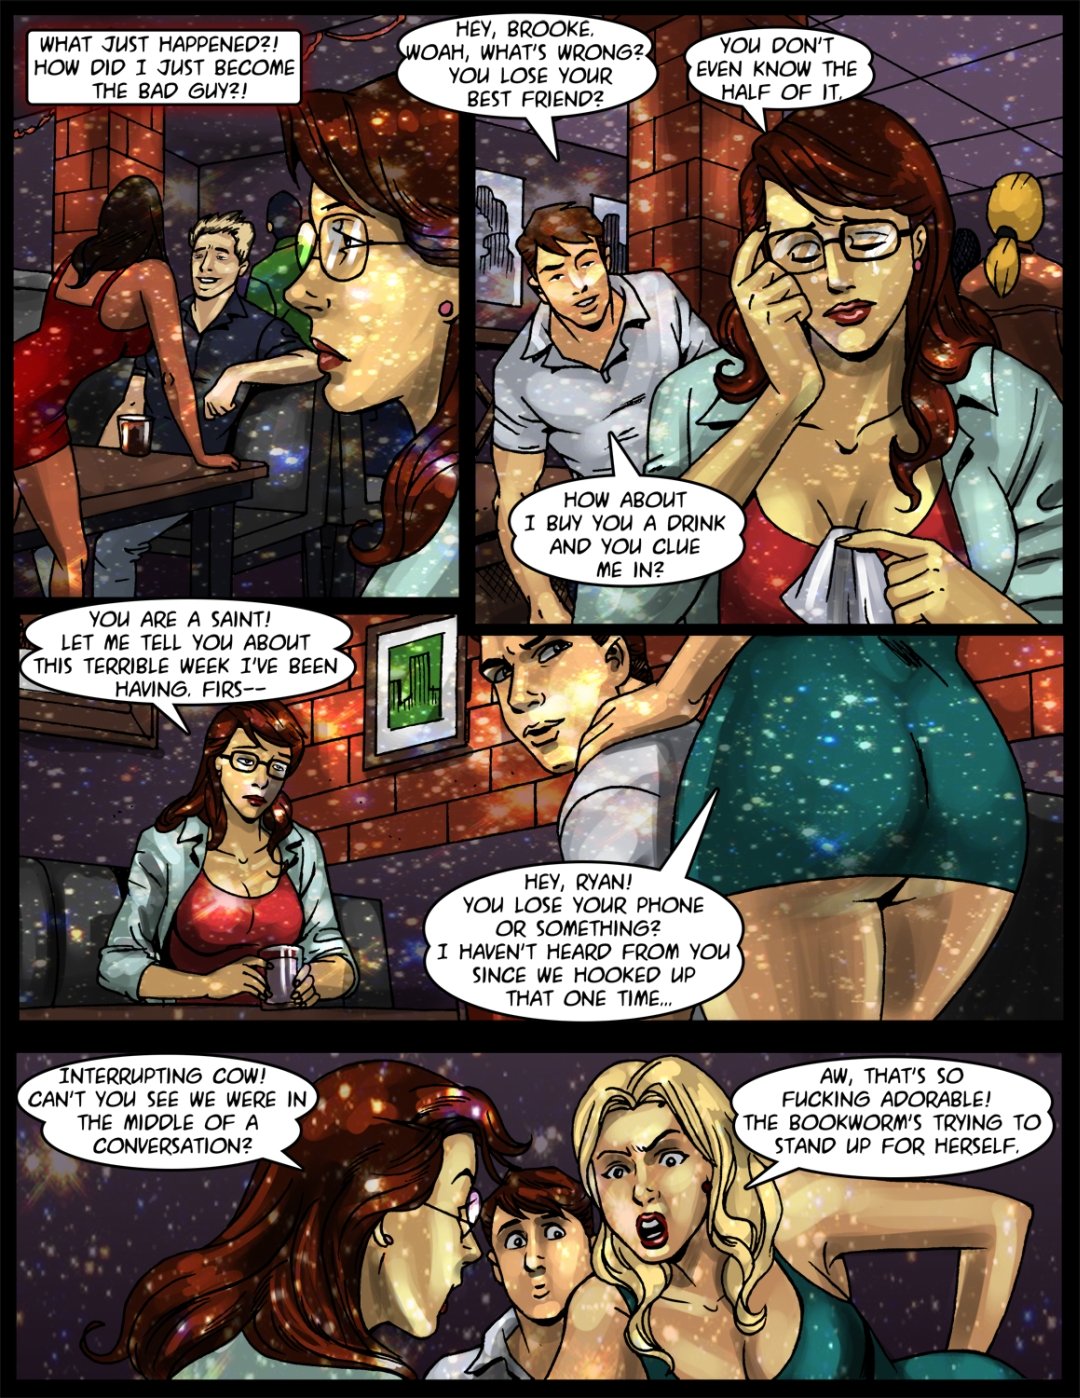 WHAT JUST HAPPENED?!
HOW DID I JUST BECOME
THE BAD GUY?!
HEY, BROOKE.
WOAH, WHAT'S WRONG?
YOU LOSE YOUR
BEST FRIEND?
YOU DON'T
EVEN KNOW THE
HALF OF IT.
HOW ABOUT
I BUY YOU A DRINK
AND YOU CLUE
ME IN?
YOU ARE A SAINT!
LET ME TELL YOU ABOUT
THIS TERRIBLE WEEK I'VE BEEN
HAVING. FIRS--
HEY, RYAN!
YOU LOSE YOUR PHONE
OR SOMETHING?
I HAVEN'T HEARD FROM YOU
SINCE WE HOOKED UP
THAT ONE TIME...
INTERRUPTING COW!
CAN'T YOU SEE WE WERE IN
THE MIDDLE OF A
CONVERSATION?
AW, THAT'S SO
FUCKING ADORABLE!
THE BOOKWORM'S TRYING TO
STAND UP FOR HERSELF.